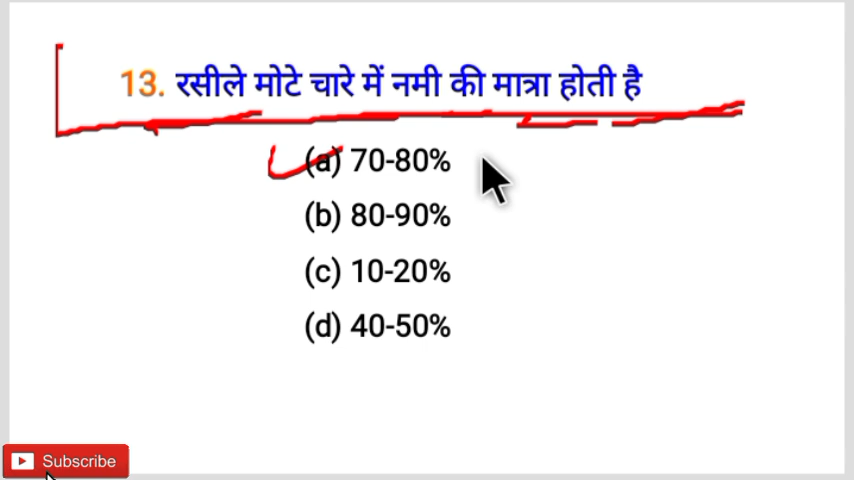 13. रसीले मोटे चारे में नमी की मात्रा होती है
(a) 70-80%
(b) 80-90%
(c) 10-20%
(d) 40-50%
Subscribe